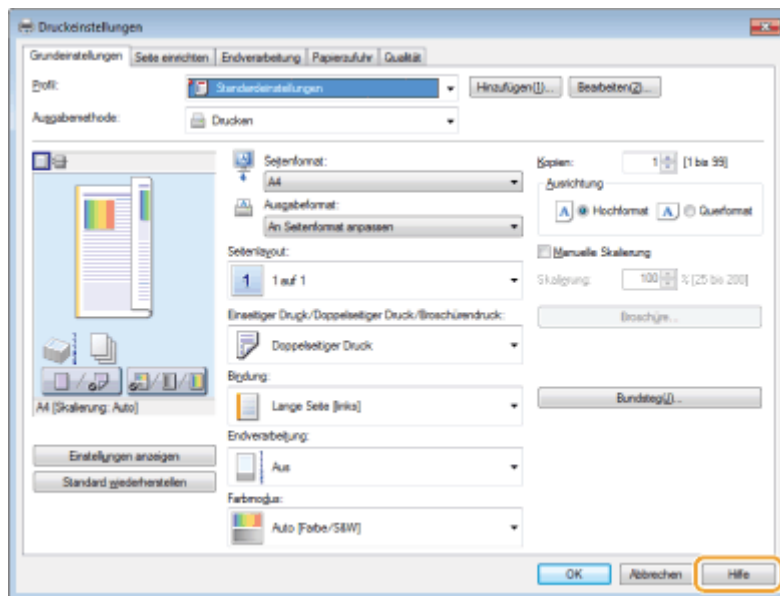 Druckeinstellungen
Grundeinstellungen Seite einrichten Endverarbeitung Papierzufuhr Qualität
Profil: Standardeinstellungen Hinzufügen(1)... Bearbeiten(2)...
Ausgabemethode: Drucken
Seitenformat:
A4
Ausgabeformat:
An Seitenformat anpassen
Seitenlayout:
1 1 auf 1
Einseitiger Druck/Doppelseitiger Druck/Broschürendruck:
Doppelseitiger Druck
Bindung:
Lange Seite [links]
Endverarbeitung:
Aus
Farbmodus:
Auto [Farbe/S&W]
Kopien: 1 [1 bis 99]
Ausrichtung
A Hochformat A Querformat
Manuelle Skalierung
Skalierung: 100 % [25 bis 200]
Broschüre...
Bundsteg(J)...
A4 [Skalierung: Auto]
Einstellungen anzeigen
Standard wiederherstellen
OK Abbrechen Hilfe